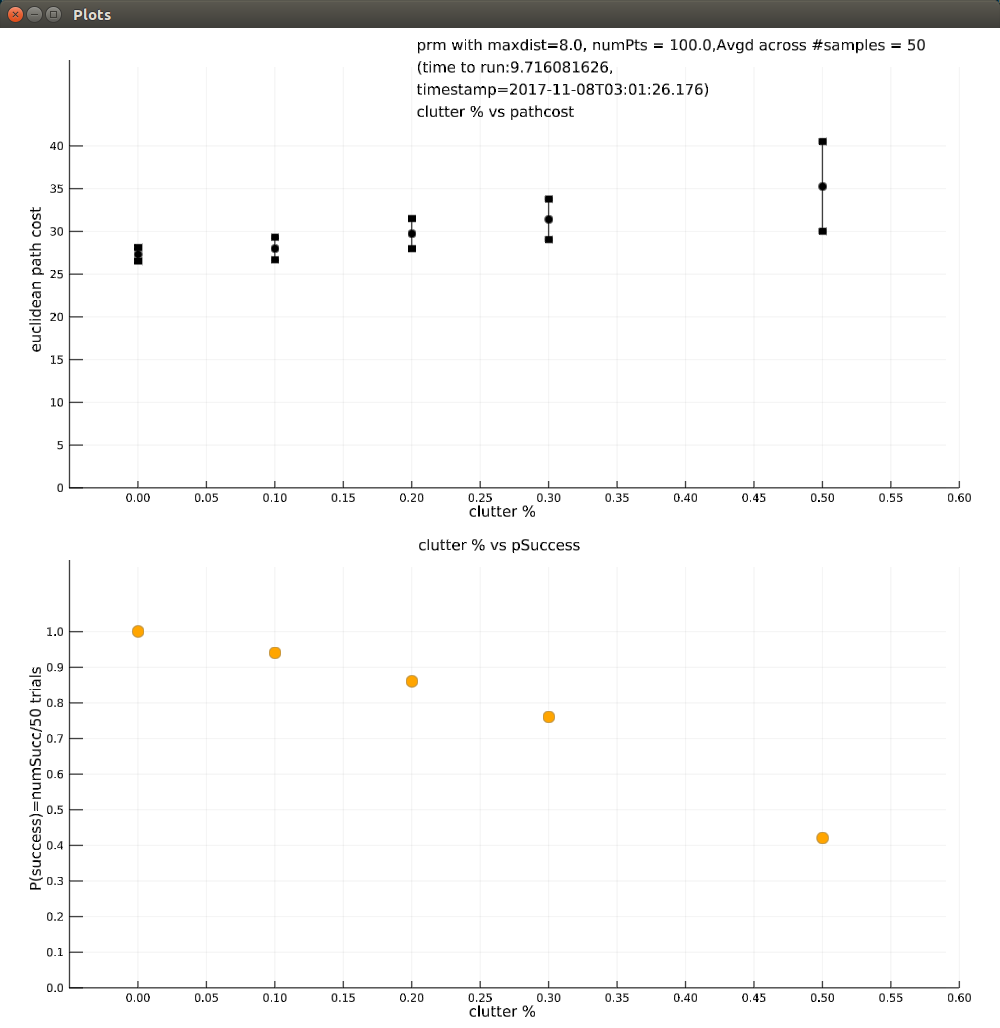 Plots
prm with maxdist=8.0, numPts = 100.0,Avgd across #samples = 50
(time to run:9.716081626,
timestamp=2017-11-08T03:01:26.176)
clutter % vs pathcost
euclidean path cost
40
35
30
25
20
15
10
5
0
0.00 0.05 0.10 0.15 0.20 0.25 0.30 0.35 0.40 0.45 0.50 0.55 0.60
clutter %
clutter % vs pSuccess
P(success)=numSucc/50 trials
1.0
0.9
0.8
0.7
0.6
0.5
0.4
0.3
0.2
0.1
0.0
0.00 0.05 0.10 0.15 0.20 0.25 0.30 0.35 0.40 0.45 0.50 0.55 0.60
clutter %